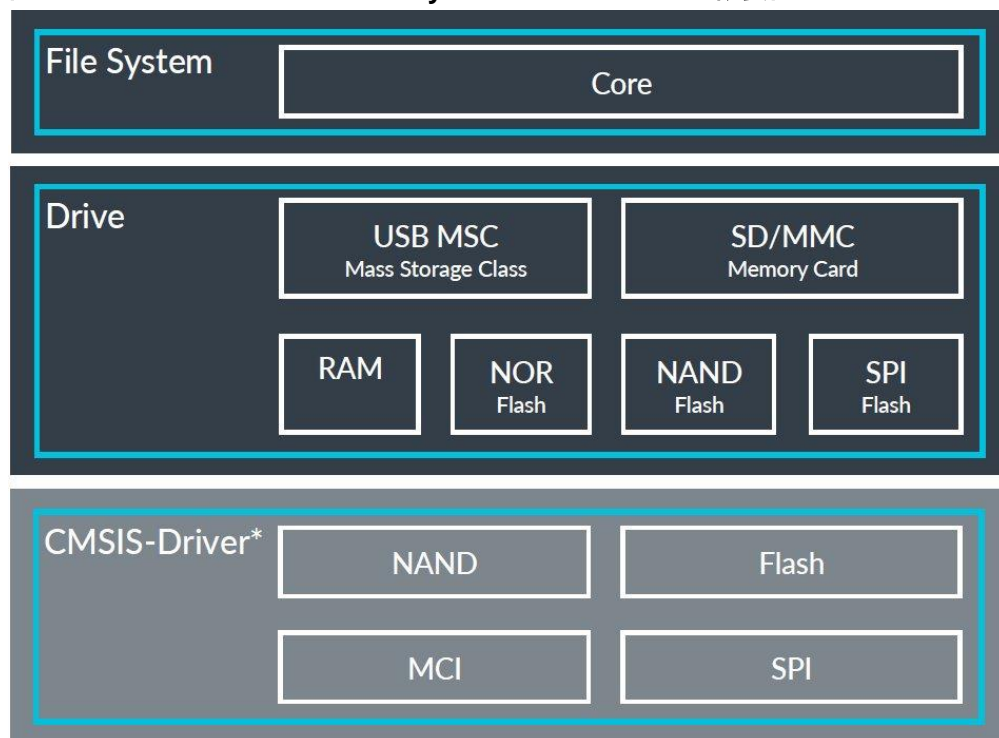 File System
Core
Drive
USB MSC
Mass Storage Class
SD/MMC
Memory Card
RAM
NOR
Flash
NAND
Flash
SPI
Flash
CMSIS-Driver*
NAND
Flash
MCI
SPI